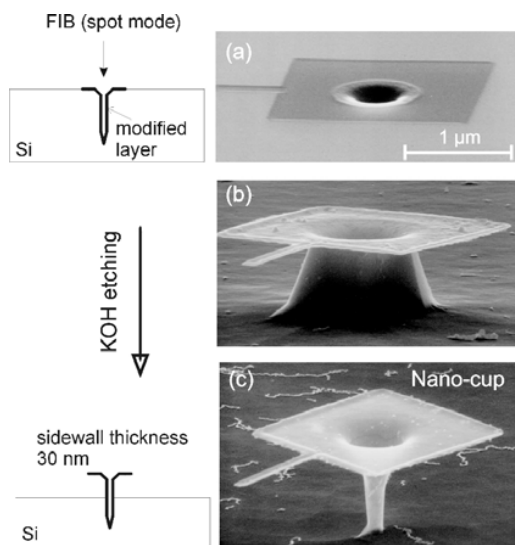 FIB (spot mode)
modified
layer
Si
(a)
1 µm
KOH etching
(b)
sidewall thickness
30 nm
Si
(c)
Nano-cup